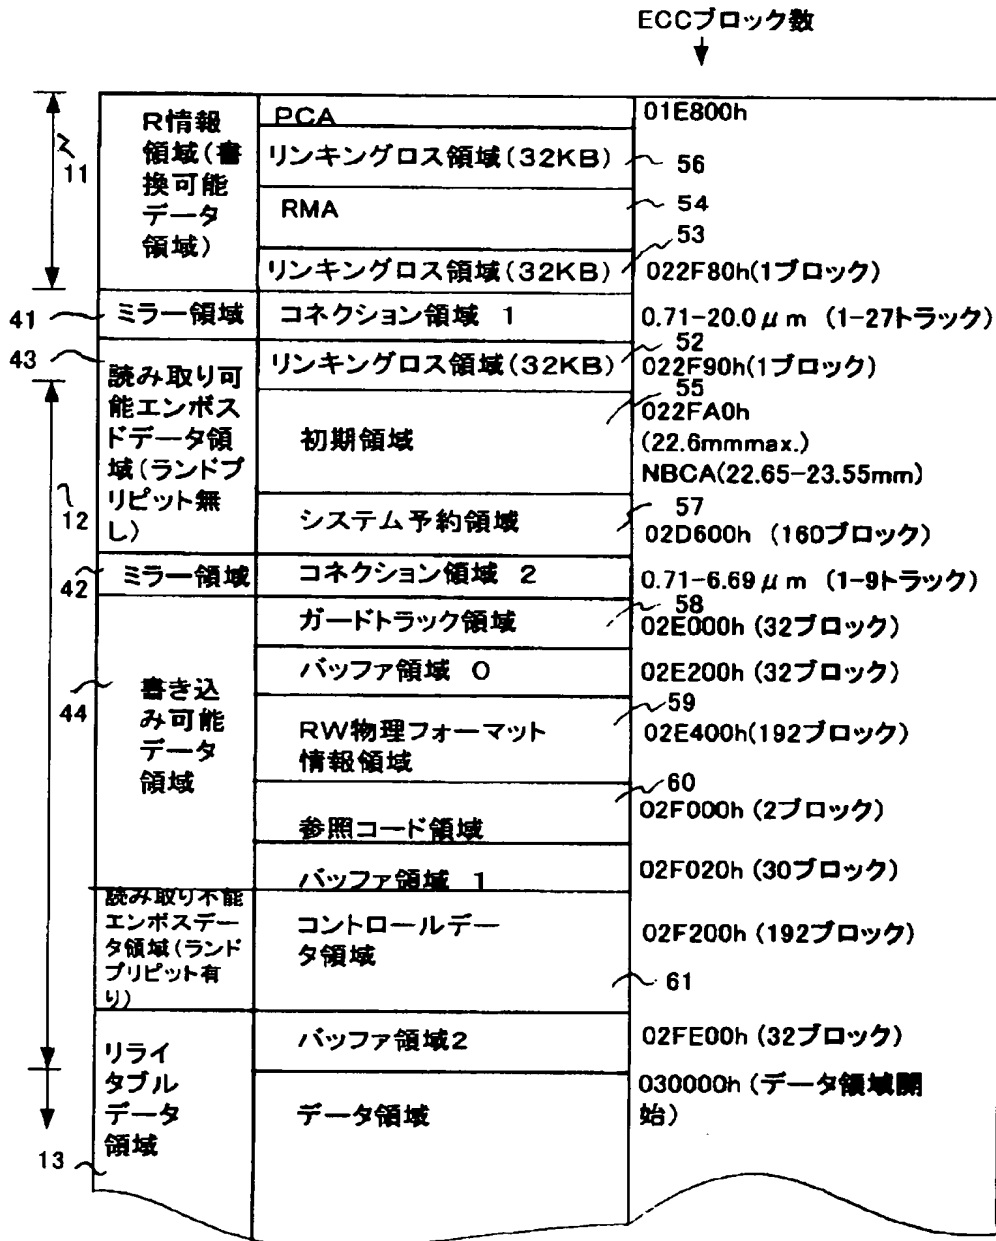 ECCブロック数
R情報
領域(書
換可能
データ
領域)
PCA
01E800h
リンキングロス領域(32KB)
56
11
RMA
54
53
リンキングロス領域(32KB)
022F80h(1ブロック)
41
ミラー領域
コネクション領域 1
0.71-20.0μm (1-27トラック)
43
52
リンキングロス領域(32KB)
022F90h(1ブロック)
読み取り可
能エンボス
ドデータ領
域(ランドプ
リピット無
し)
55
初期領域
022FA0h
(22.6mmmax.)
NBCA(22.65-23.55mm)
12
57
システム予約領域
02D600h (160ブロック)
42
ミラー領域
コネクション領域 2
0.71-6.69μm (1-9トラック)
58
ガードトラック領域
02E000h (32ブロック)
バッファ領域 0
02E200h (32ブロック)
44
書き込
み可能
データ
領域
59
RW物理フォーマット
情報領域
02E400h(192ブロック)
60
参照コード領域
02F000h (2ブロック)
バッファ領域 1
02F020h (30ブロック)
読み取り不能
エンボスデー
タ領域(ランド
プリピット有
り)
コントロールデー
タ領域
02F200h (192ブロック)
61
バッファ領域2
02FE00h (32ブロック)
リライ
タブル
データ
領域
データ領域
030000h (データ領域開
始)
13